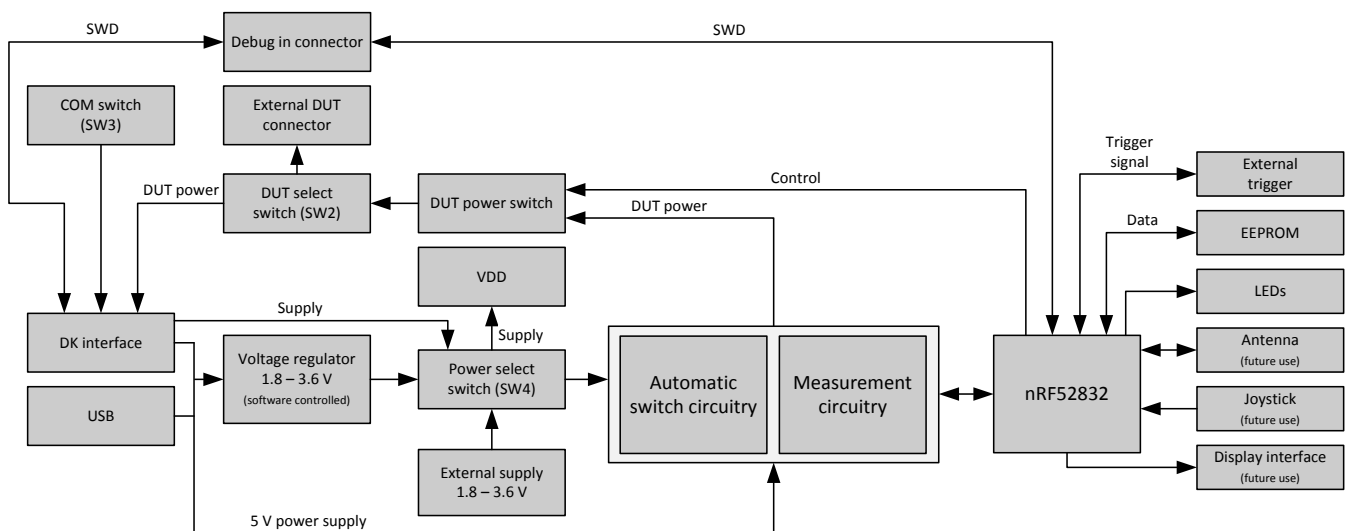 SWD
Debug in connector
SWD
COM switch
(SW3)
External DUT
connector
Trigger
signal
External
trigger
DUT power
DUT select
switch (SW2)
DUT power switch
Control
DUT power
Data
EEPROM
VDD
LEDs
Supply
Supply
DK interface
Voltage regulator
1.8 – 3.6 V
(software controlled)
Power select
switch (SW4)
Automatic
switch circuitry
Measurement
circuitry
nRF52832
Antenna
(future use)
USB
Joystick
(future use)
External supply
1.8 – 3.6 V
Display interface
(future use)
5 V power supply